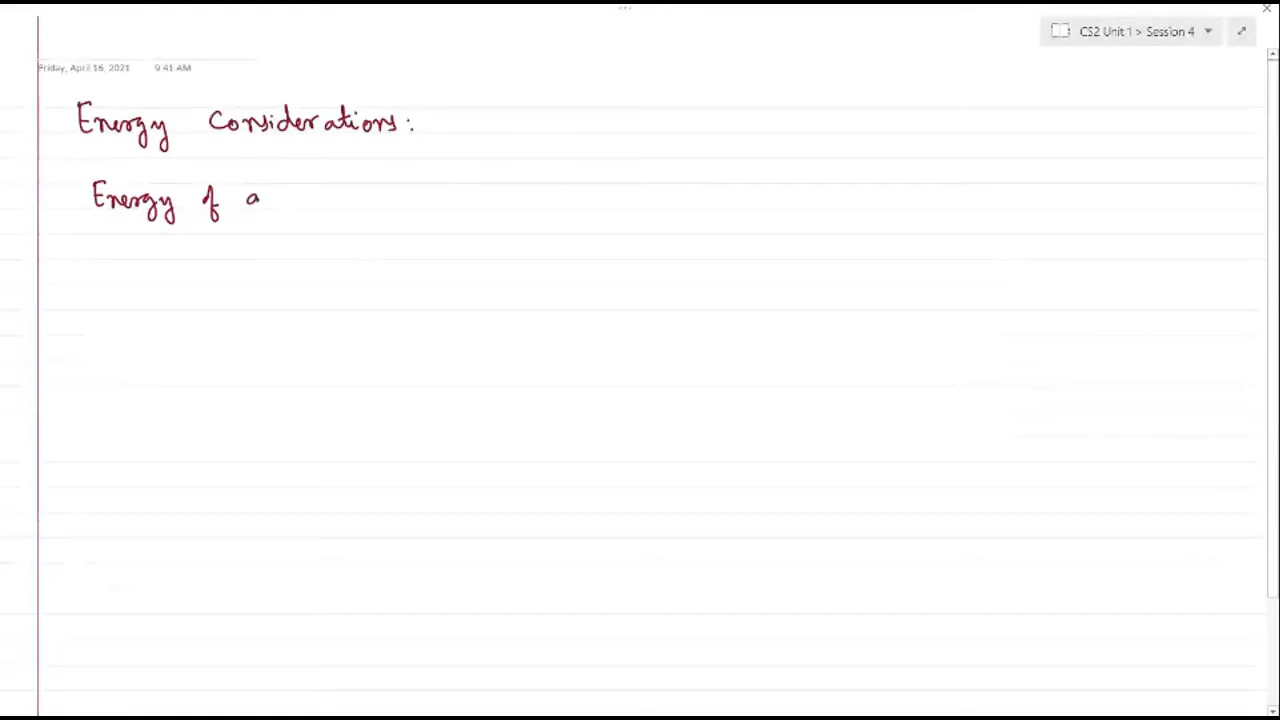 CS2 Unit 1 > Session 4
Friday, April 16, 2021 9:41 AM
Energy Considerations:
Energy of a